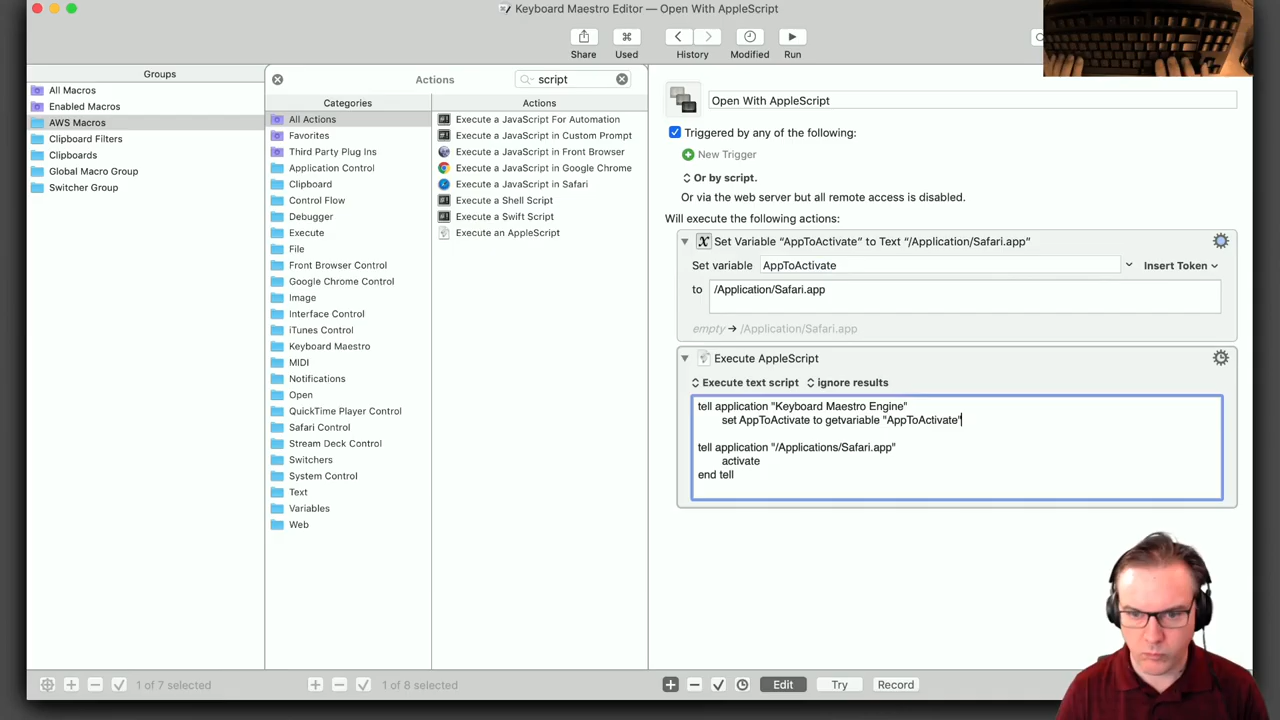 Keyboard Maestro Editor — Open With AppleScript
Share
Used
History
Modified
Run
Groups
All Macros
Enabled Macros
AWS Macros
Clipboard Filters
Clipboards
Global Macro Group
Switcher Group
Actions
script
Categories
All Actions
Favorites
Third Party Plug Ins
Application Control
Clipboard
Control Flow
Debugger
Execute
File
Front Browser Control
Google Chrome Control
Image
Interface Control
iTunes Control
Keyboard Maestro
MIDI
Notifications
Open
QuickTime Player Control
Safari Control
Stream Deck Control
Switchers
System Control
Text
Variables
Web
Actions
Execute a JavaScript For Automation
Execute a JavaScript in Custom Prompt
Execute a JavaScript in Front Browser
Execute a JavaScript in Google Chrome
Execute a JavaScript in Safari
Execute a Shell Script
Execute a Swift Script
Execute an AppleScript
Open With AppleScript
Triggered by any of the following:
New Trigger
Or by script.
Or via the web server but all remote access is disabled.
Will execute the following actions:
Set Variable “AppToActivate” to Text “/Application/Safari.app”
Set variable AppToActivate Insert Token
to /Application/Safari.app
empty → /Application/Safari.app
Execute AppleScript
Execute text script ignore results
tell application "Keyboard Maestro Engine"
set AppToActivate to getvariable "AppToActivate"
tell application "/Applications/Safari.app"
activate
end tell
1 of 7 selected
1 of 8 selected
Edit
Try
Record